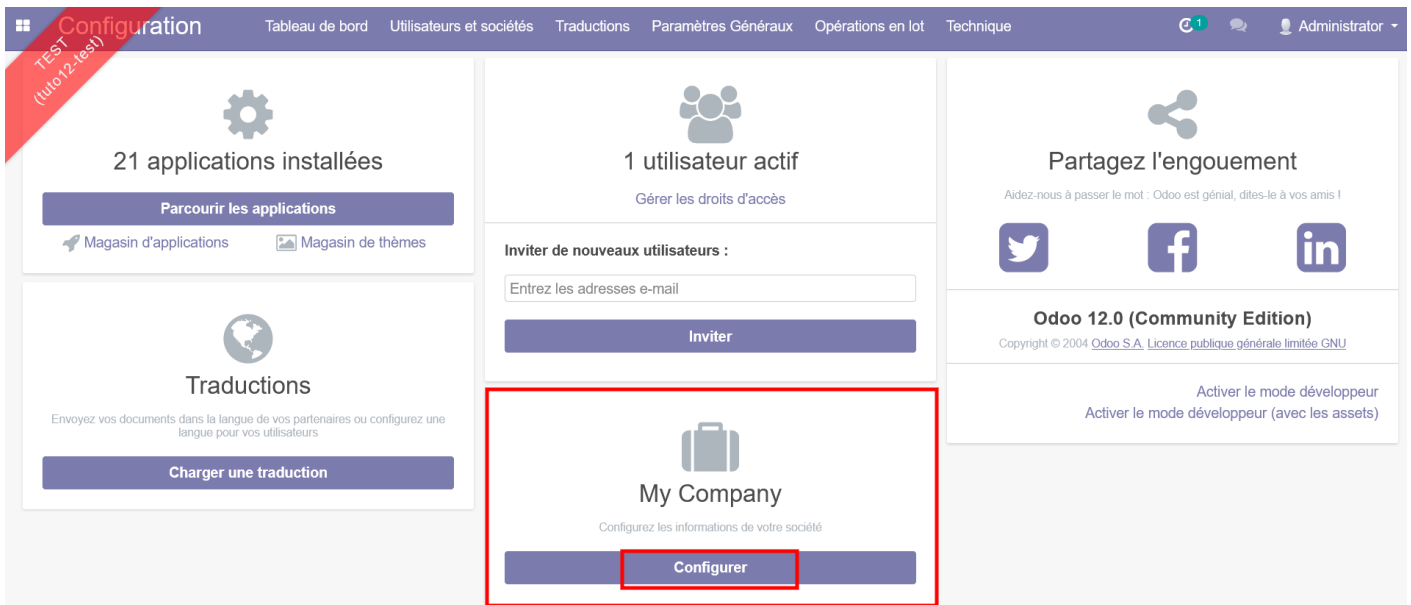 Configuration
Tableau de bord
Utilisateurs et sociétés
Traductions
Paramètres Généraux
Opérations en lot
Technique
1
Administrator
TEST
(tuto12-test)
21 applications installées
Parcourir les applications
Magasin d'applications
Magasin de thèmes
Traductions
Envoyez vos documents dans la langue de vos partenaires ou configurez une
langue pour vos utilisateurs
Charger une traduction
1 utilisateur actif
Gérer les droits d'accès
Inviter de nouveaux utilisateurs :
Entrez les adresses e-mail
Inviter
My Company
Configurez les informations de votre société
Configurer
Partagez l'engouement
Aidez-nous à passer le mot : Odoo est génial, dites-le à vos amis !
Odoo 12.0 (Community Edition)
Copyright © 2004 Odoo S.A. Licence publique générale limitée GNU
Activer le mode développeur
Activer le mode développeur (avec les assets)